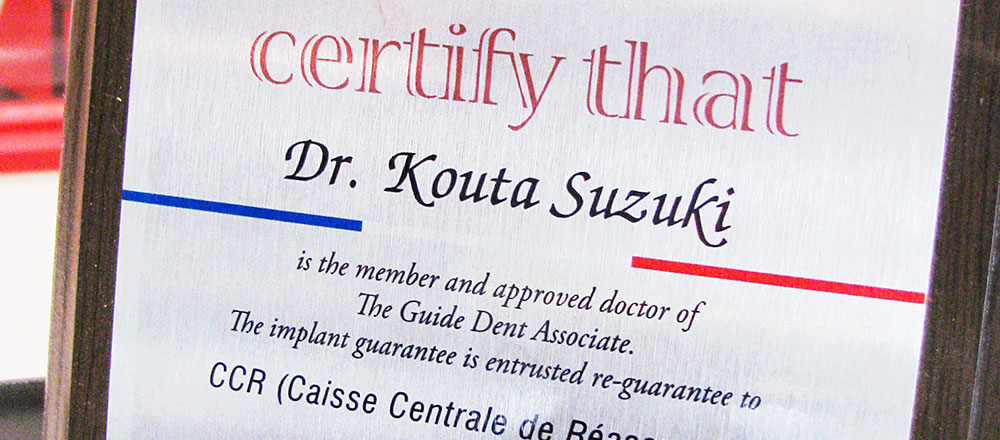 certify that
Dr. Kouta Suzuki
is the member and approved doctor of
The Guide Dent Associate.
The implant guarantee is entrusted re-guarantee to
CCR (Caisse Centrale de